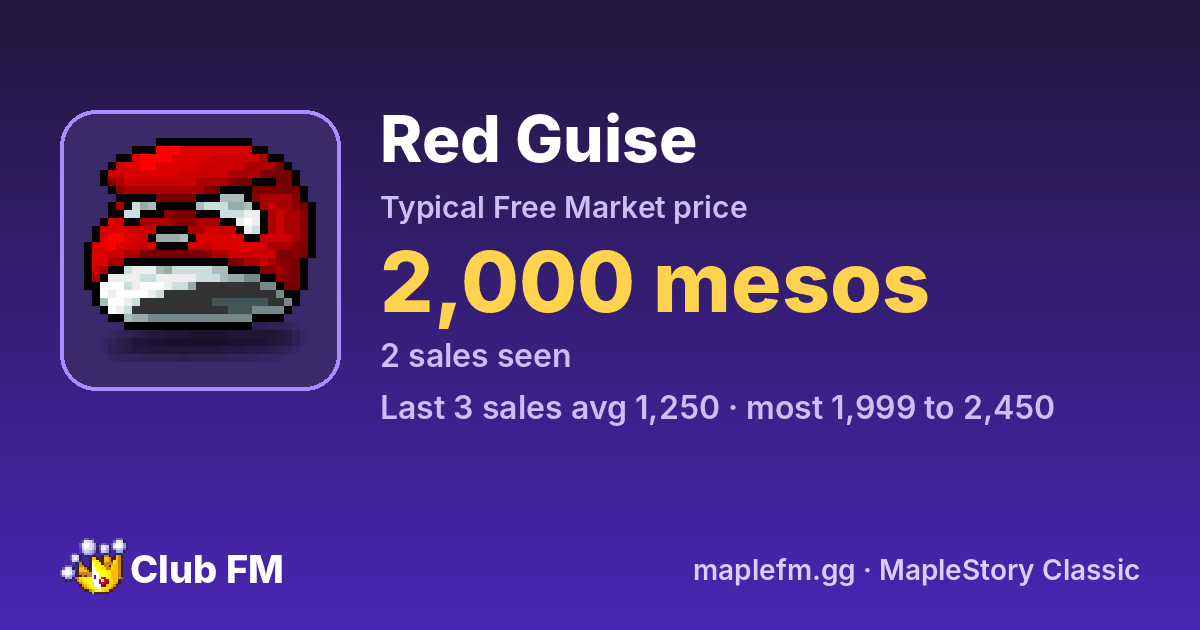 Red Guise
Typical Free Market price
2,000 mesos
2 sales seen
Last 3 sales avg 1,250 · most 1,999 to 2,450
Club FM
maplefm.gg · MapleStory Classic